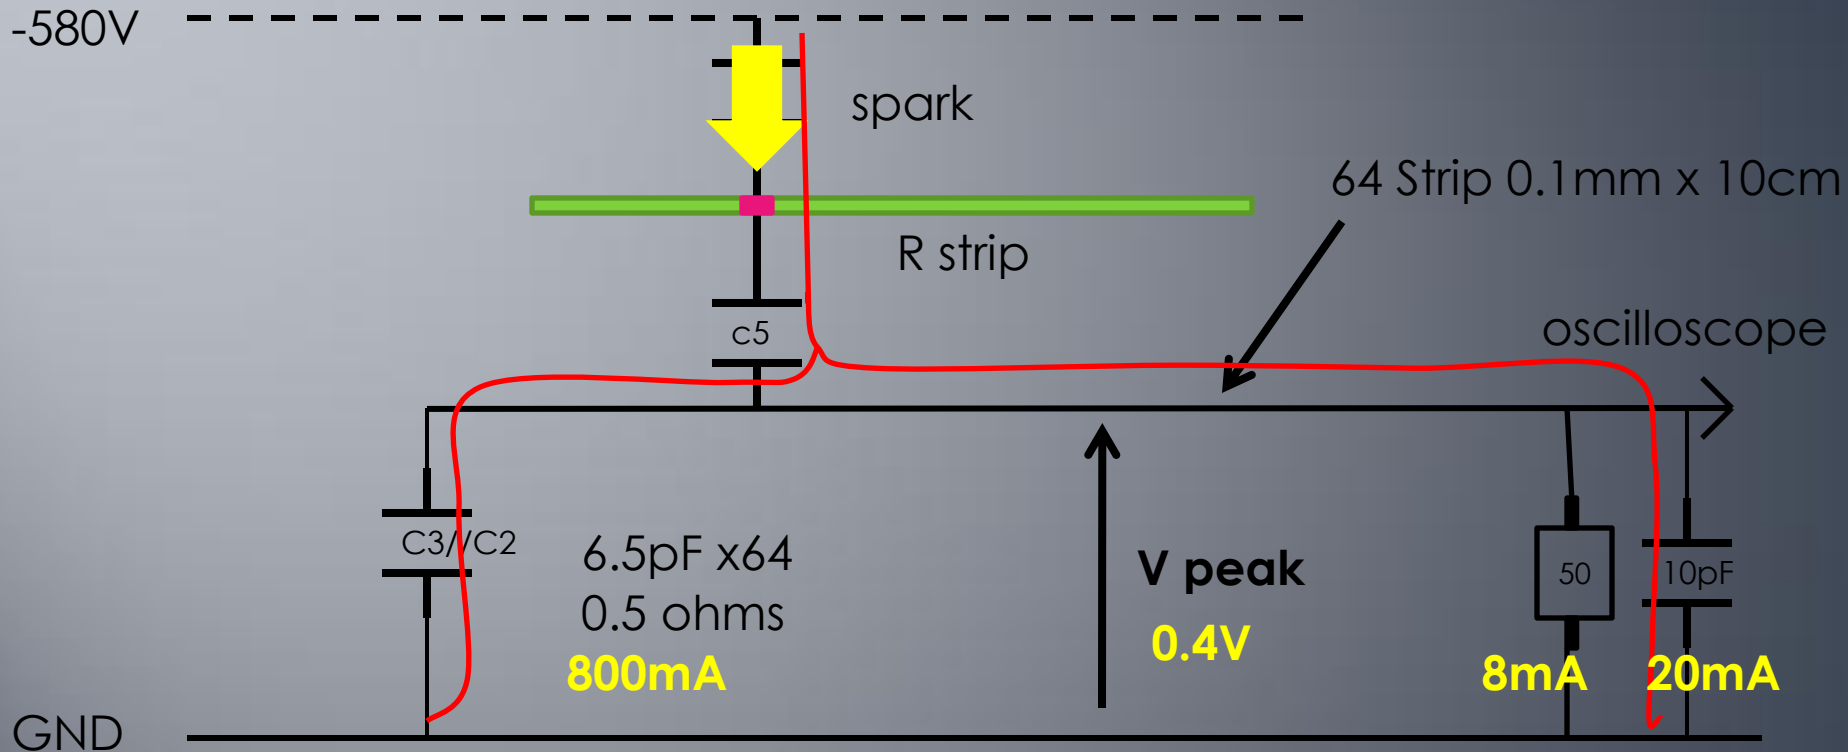 -580V
spark
64 Strip 0.1mm x 10cm
R strip
c5
oscilloscope
C3//C2
6.5pF x64
0.5 ohms
800mA
V peak
0.4V
50
10pF
8mA
20mA
GND